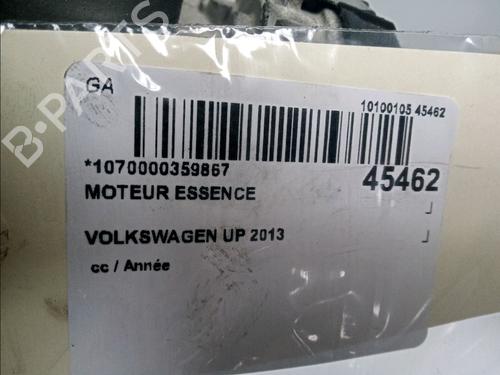 GA
10100105 45462
*1070000359867
45462
MOTEUR ESSENCE
VOLKSWAGEN UP 2013
cc / Année
B-PARTS